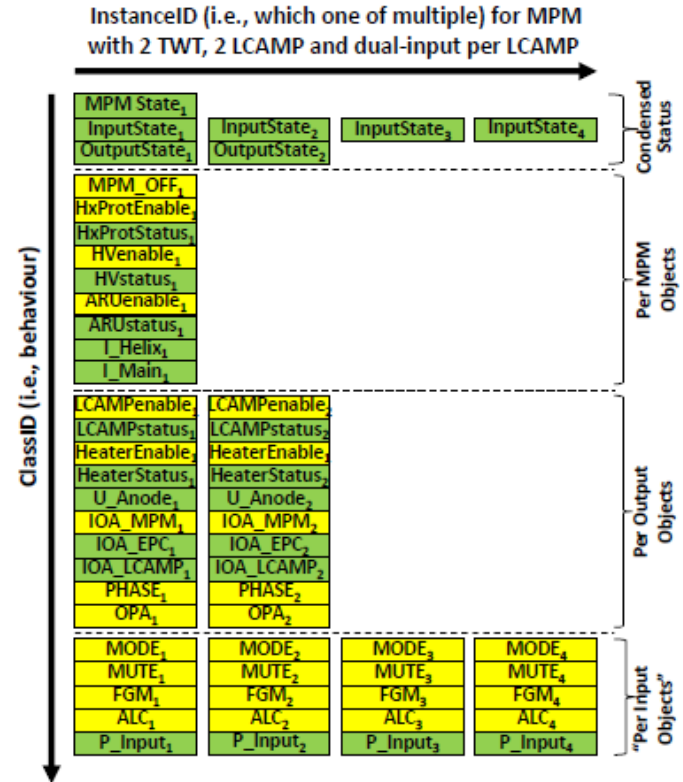 InstanceID (i.e., which one of multiple) for MPM
with 2 TWT, 2 LCAMP and dual-input per LCAMP
ClassID (i.e., behaviour)
MPM State₁
InputState₁ InputState₂ InputState₃ InputState₄
OutputState₁ OutputState₂
Condensed
Status
MPM_OFF₁
HxProtEnable₁
HxProtStatus₁
HVenable₁
HVstatus₁
ARUenable₁
ARUstatus₁
I_Helix₁
I_Main₁
Per MPM
Objects
LCAMPenable₁ LCAMPenable₂
LCAMPstatus₁ LCAMPstatus₂
HeaterEnable₁ HeaterEnable₁
HeaterStatus₁ HeaterStatus₂
U_Anode₁ U_Anode₂
IOA_MPM₁ IOA_MPM₂
IOA_EPC₁ IOA_EPC₂
IOA_LCAMP₁ IOA_LCAMP₂
PHASE₁ PHASE₂
OPA₁ OPA₂
Per Output
Objects
MODE₁ MODE₂ MODE₃ MODE₄
MUTE₁ MUTE₂ MUTE₃ MUTE₄
FGM₁ FGM₂ FGM₃ FGM₄
ALC₁ ALC₂ ALC₃ ALC₄
P_Input₁ P_Input₂ P_Input₃ P_Input₄
"Per Input
Objects"